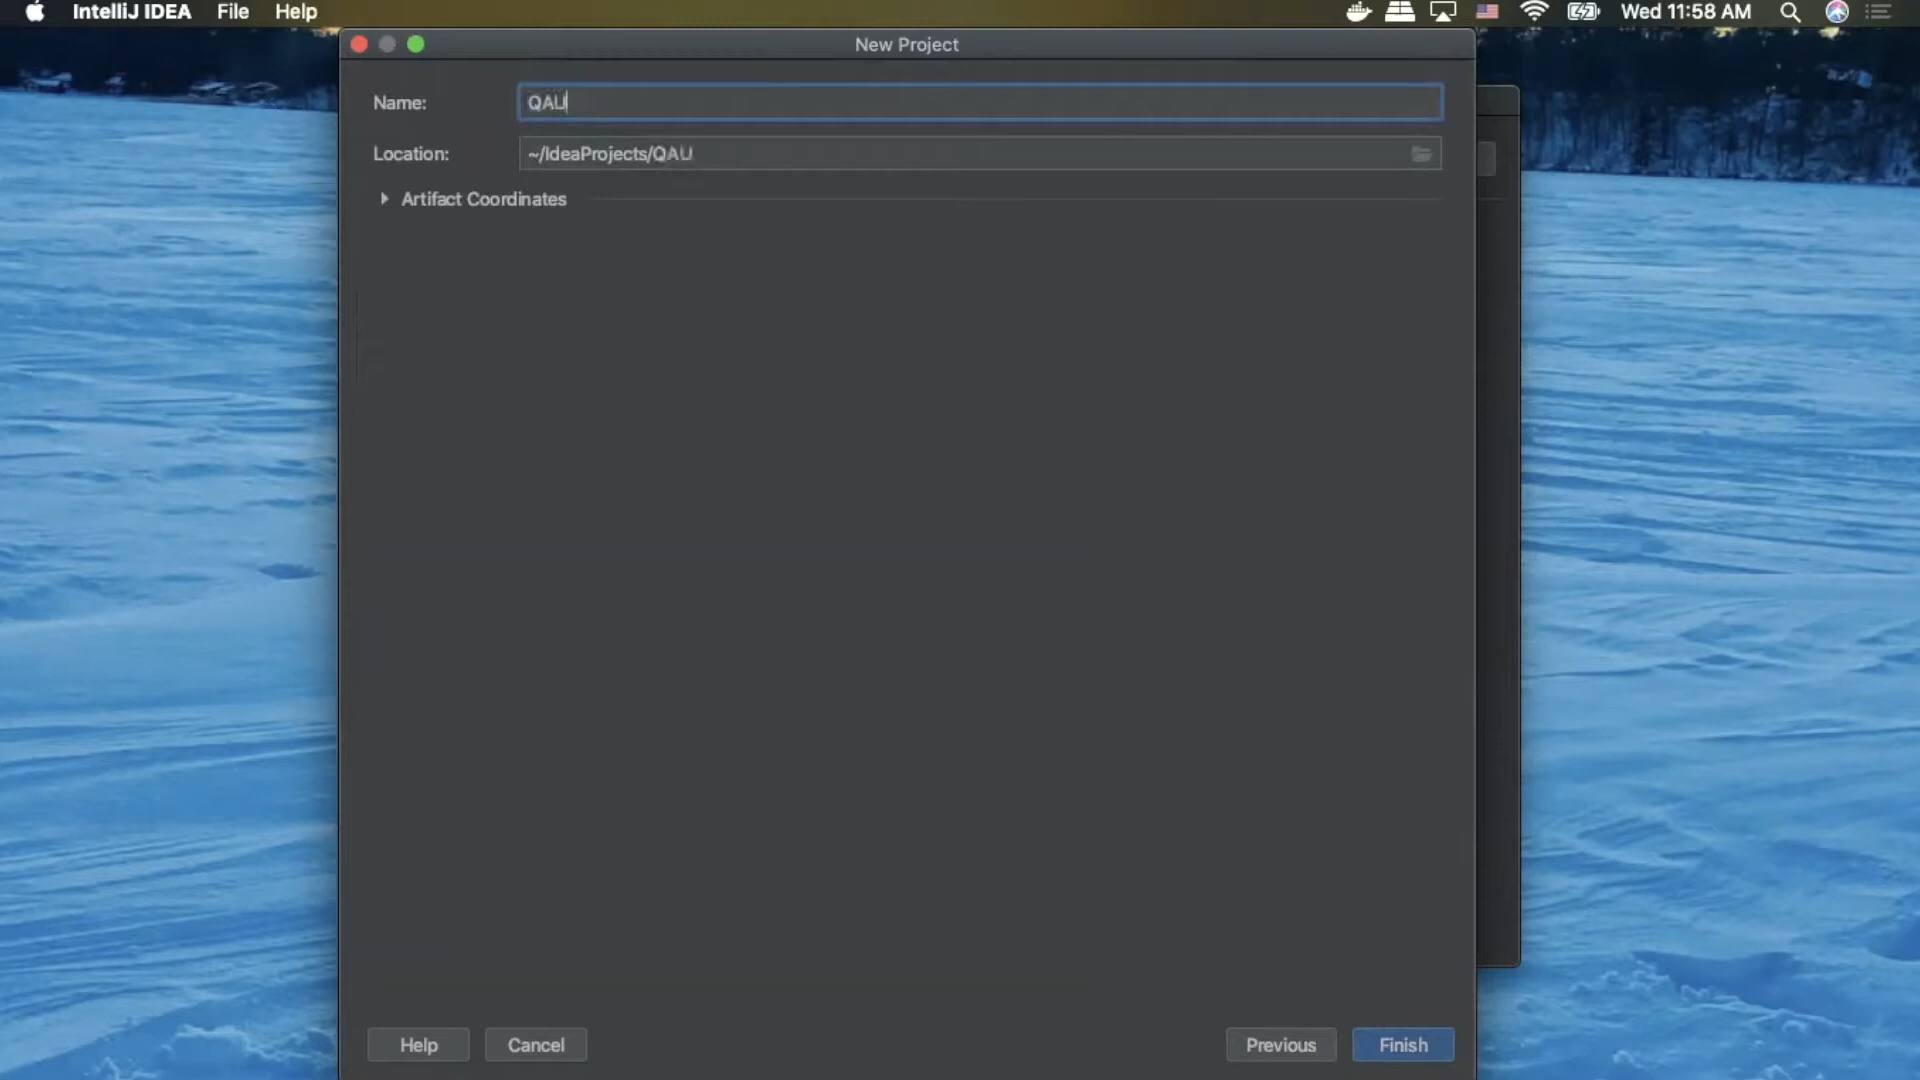 IntelliJ IDEA File Help Wed 11:58 AM
New Project
Name: QAU
Location: ~/IdeaProjects/QAU
Artifact Coordinates
Help Cancel Previous Finish